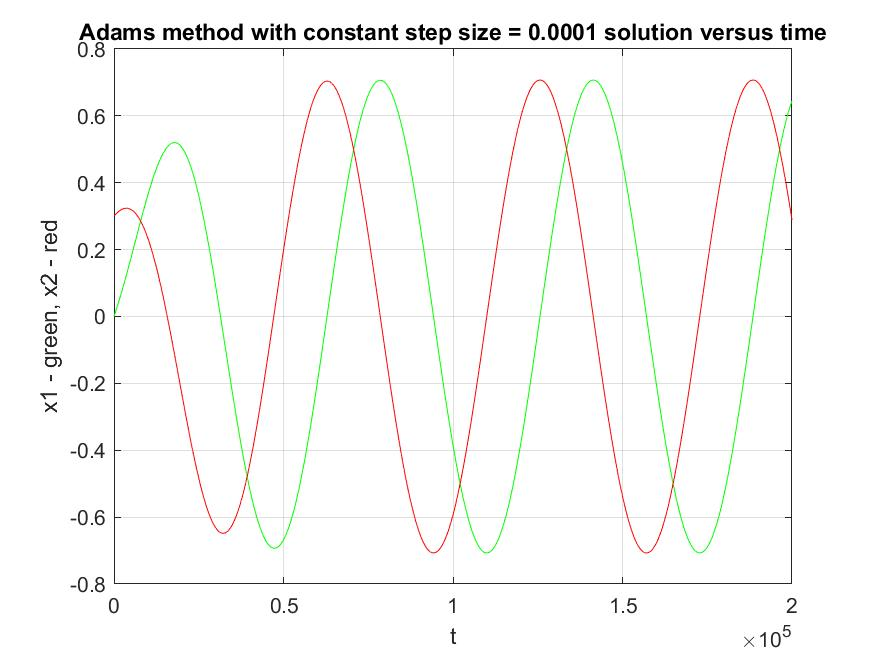 Adams method with constant step size = 0.0001 solution versus time
x1 - green, x2 - red
0.8
0.6
0.4
0.2
0
-0.2
-0.4
-0.6
-0.8
0 0.5 1 1.5 2
t
×10^5